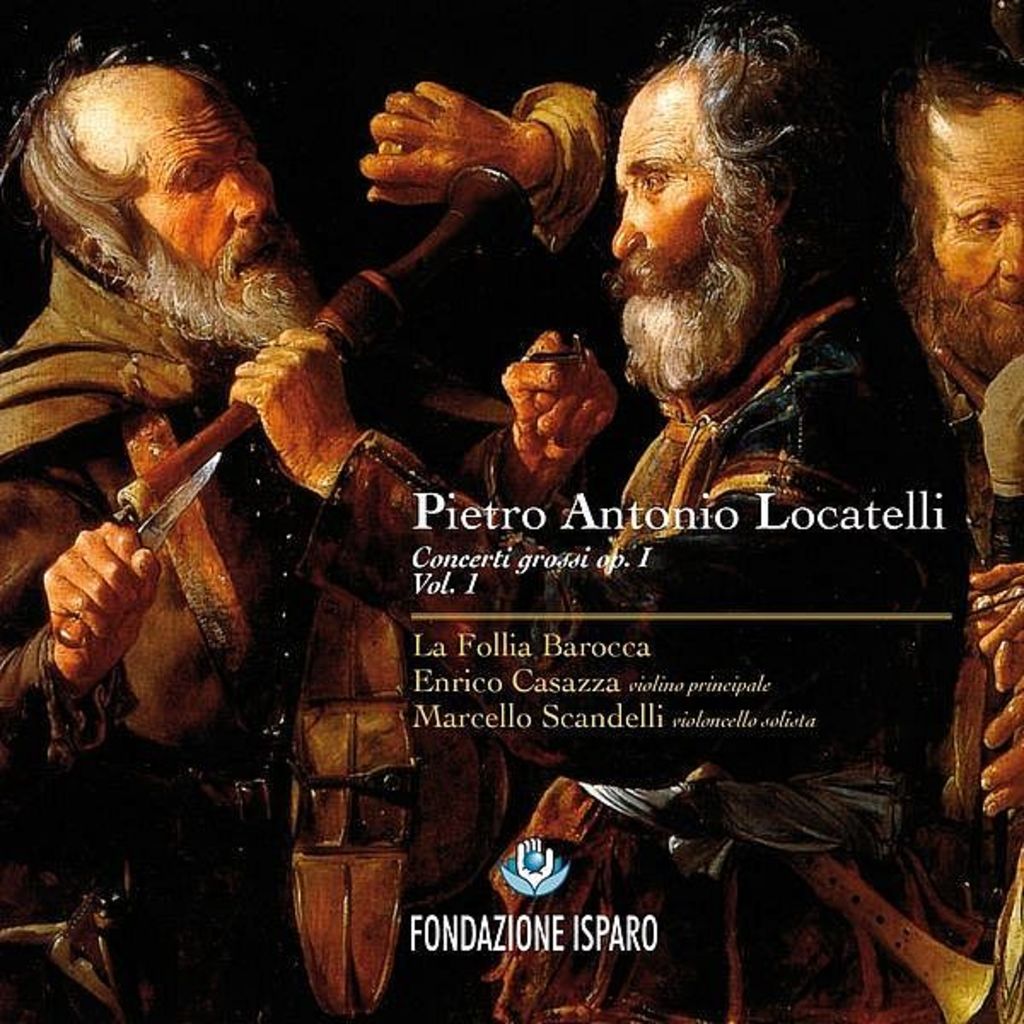 Pietro Antonio Locatelli
Concerti grossi op. I
Vol. 1
La Follia Barocca
Enrico Casazza violino principale
Marcello Scandelli violoncello solista
FONDAZIONE ISPARO